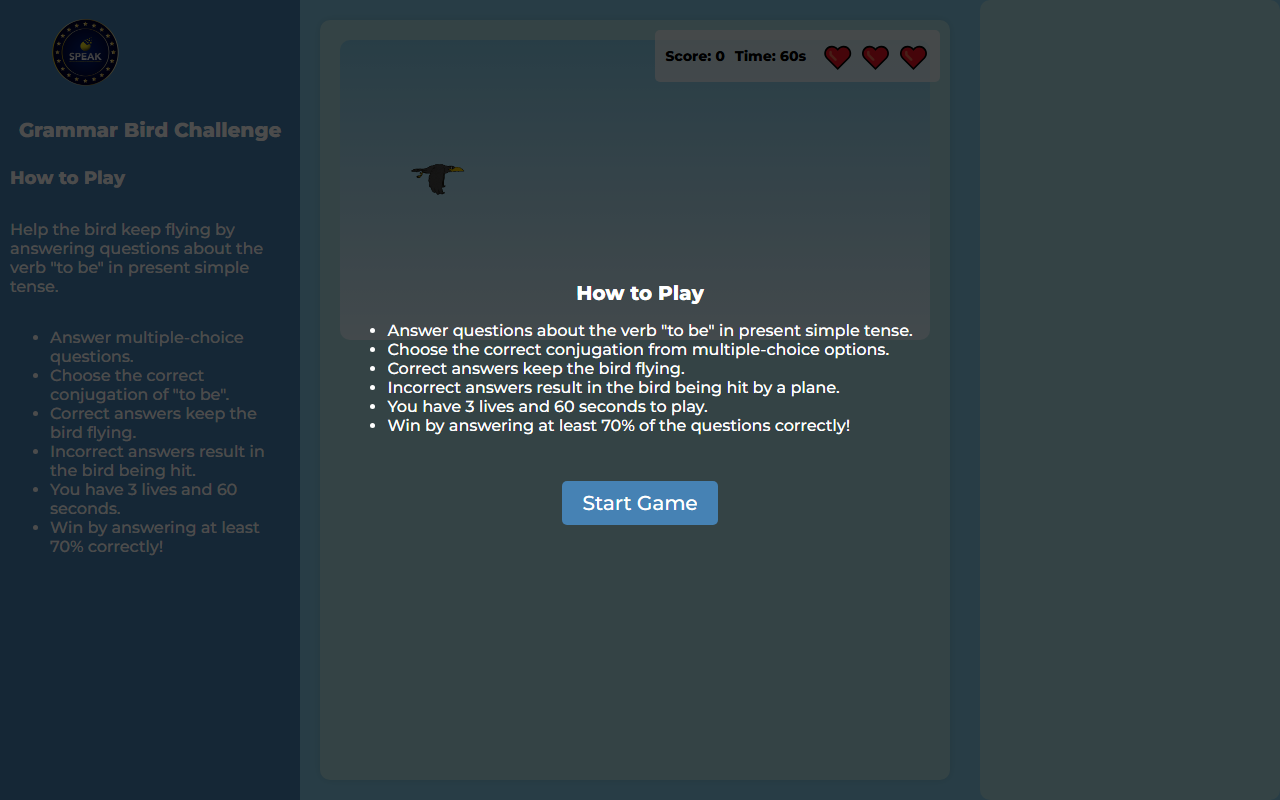 SPEAK
Grammar Bird Challenge
How to Play
Help the bird keep flying by
answering questions about the
verb "to be" in present simple
tense.
• Answer multiple-choice
questions.
• Choose the correct
conjugation of "to be".
• Correct answers keep the
bird flying.
• Incorrect answers result in
the bird being hit.
• You have 3 lives and 60
seconds.
• Win by answering at least
70% correctly!
Score: 0 Time: 60s
How to Play
• Answer questions about the verb "to be" in present simple tense.
• Choose the correct conjugation from multiple-choice options.
• Correct answers keep the bird flying.
• Incorrect answers result in the bird being hit by a plane.
• You have 3 lives and 60 seconds to play.
• Win by answering at least 70% of the questions correctly!
Start Game